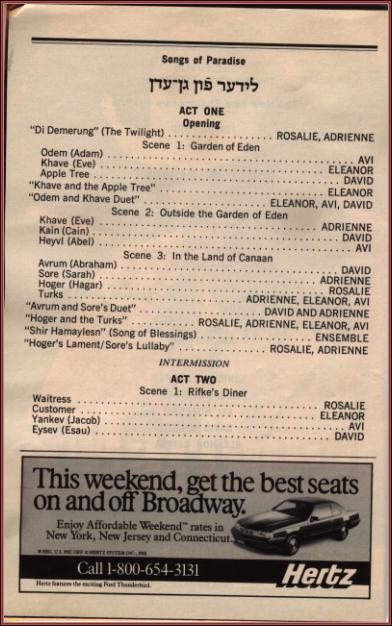 Songs of Paradise
לידער פֿון גן־עדן
ACT ONE
Opening
"Di Demerung" (The Twilight) . . . . . . . . . . . . . . . . . . ROSALIE, ADRIENNE
Scene 1: Garden of Eden
Odem (Adam) . . . . . . . . . . . . . . . . . . . . . . . . . . . . . . AVI
Khave (Eve) . . . . . . . . . . . . . . . . . . . . . . . . . . . . ELEANOR
Apple Tree . . . . . . . . . . . . . . . . . . . . . . . . . . . . . . DAVID
"Khave and the Apple Tree" . . . . . . . . . . . . . . . . . . . . ELEANOR
"Odem and Khave Duet" . . . . . . . . . . . . . . . . ELEANOR, AVI, DAVID
Scene 2: Outside the Garden of Eden
Khave (Eve) . . . . . . . . . . . . . . . . . . . . . . . . . . . . ADRIENNE
Kain (Cain) . . . . . . . . . . . . . . . . . . . . . . . . . . . . . . DAVID
Heyvl (Abel) . . . . . . . . . . . . . . . . . . . . . . . . . . . . . . AVI
Scene 3: In the Land of Canaan
Avrum (Abraham) . . . . . . . . . . . . . . . . . . . . . . . . . . DAVID
Sore (Sarah) . . . . . . . . . . . . . . . . . . . . . . . . . . . . ADRIENNE
Hoger (Hagar) . . . . . . . . . . . . . . . . . . . . . . . . . . . ROSALIE
Turks . . . . . . . . . . . . . . . . . . . . . . . . ADRIENNE, ELEANOR, AVI
"Avrum and Sore's Duet" . . . . . . . . . . . . . . . . DAVID AND ADRIENNE
"Hoger and the Turks" . . . . . . . . . . ROSALIE, ADRIENNE, ELEANOR, AVI
"Shir Hamaylesn" (Song of Blessings) . . . . . . . . . . . . . . ENSEMBLE
"Hoger's Lament/Sore's Lullaby" . . . . . . . . . . . . ROSALIE, ADRIENNE
INTERMISSION
ACT TWO
Scene 1: Rifke's Diner
Waitress . . . . . . . . . . . . . . . . . . . . . . . . . . . . . . ROSALIE
Customer . . . . . . . . . . . . . . . . . . . . . . . . . . . . . . ELEANOR
Yankev (Jacob) . . . . . . . . . . . . . . . . . . . . . . . . . . . . AVI
Eysev (Esau) . . . . . . . . . . . . . . . . . . . . . . . . . . . . DAVID
This weekend, get the best seats
on and off Broadway.
Enjoy Affordable Weekend™ rates in
New York, New Jersey and Connecticut.
® REG. U.S. PAT. OFF. © HERTZ SYSTEM INC., 1988
Call 1-800-654-3131
Hertz
Hertz features the exciting Ford Thunderbird.